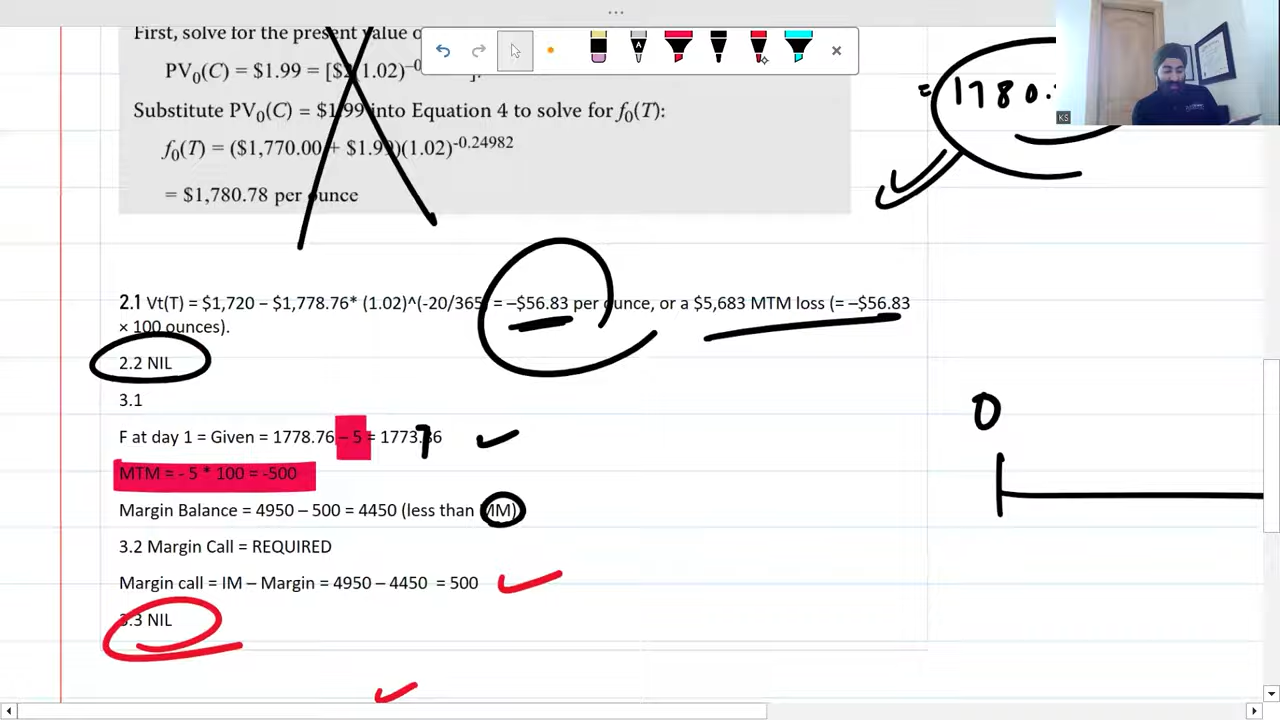 First, solve for the present value o
PV₀(C) = $1.99 = [$2(1.02)⁻⁰
Substitute PV₀(C) = $1.99 into Equation 4 to solve for f₀(T):
f₀(T) = ($1,770.00 + $1.99)(1.02)^-0.24982
= $1,780.78 per ounce
= 1780.
2.1 Vt(T) = $1,720 – $1,778.76* (1.02)^(-20/365) = –$56.83 per ounce, or a $5,683 MTM loss (= –$56.83
× 100 ounces).
2.2 NIL
3.1
0
F at day 1 = Given = 1778.76 – 5 = 1773.76
MTM = - 5 * 100 = -500
Margin Balance = 4950 – 500 = 4450 (less than MM)
3.2 Margin Call = REQUIRED
Margin call = IM – Margin = 4950 – 4450 = 500
3.3 NIL
KS